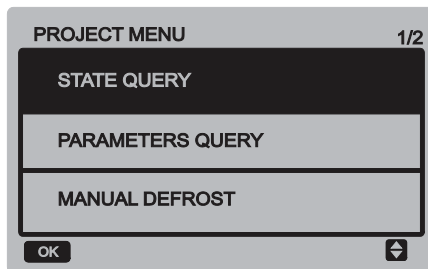 PROJECT MENU 1/2
STATE QUERY
PARAMETERS QUERY
MANUAL DEFROST
OK